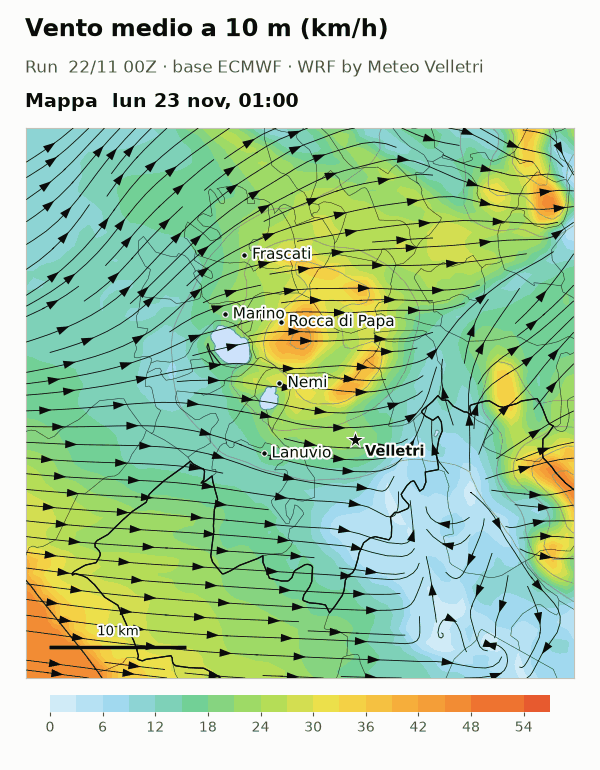 Vento medio a 10 m (km/h)
Run 22/11 00Z · base ECMWF · WRF by Meteo Velletri
Mappa lun 23 nov, 01:00
Frascati
Marino
Rocca di Papa
Nemi
Velletri
Lanuvio
10 km
0 6 12 18 24 30 36 42 48 54